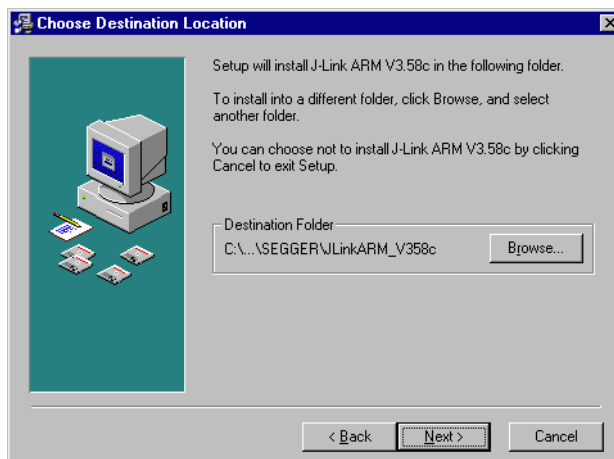 Choose Destination Location
Setup will install J-Link ARM V3.58c in the following folder.
To install into a different folder, click Browse, and select
another folder.
You can choose not to install J-Link ARM V3.58c by clicking
Cancel to exit Setup.
Destination Folder
C:\...\SEGGER\JLinkARM_V358c
Browse...
< Back
Next >
Cancel